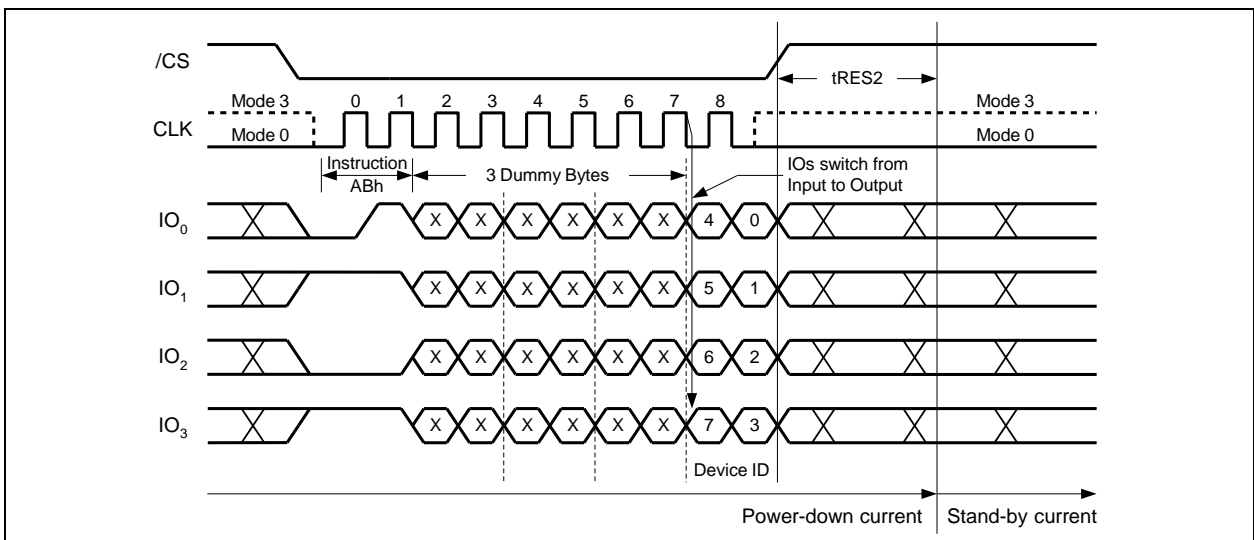 /CS
tRES2
Mode 3 0 1 2 3 4 5 6 7 8 Mode 3
CLK
Mode 0 Mode 0
Instruction
ABh
3 Dummy Bytes
IOs switch from
Input to Output
IO0 X X X X X X 4 0
IO1 X X X X X X 5 1
IO2 X X X X X X 6 2
IO3 X X X X X X 7 3
Device ID
Power-down current Stand-by current